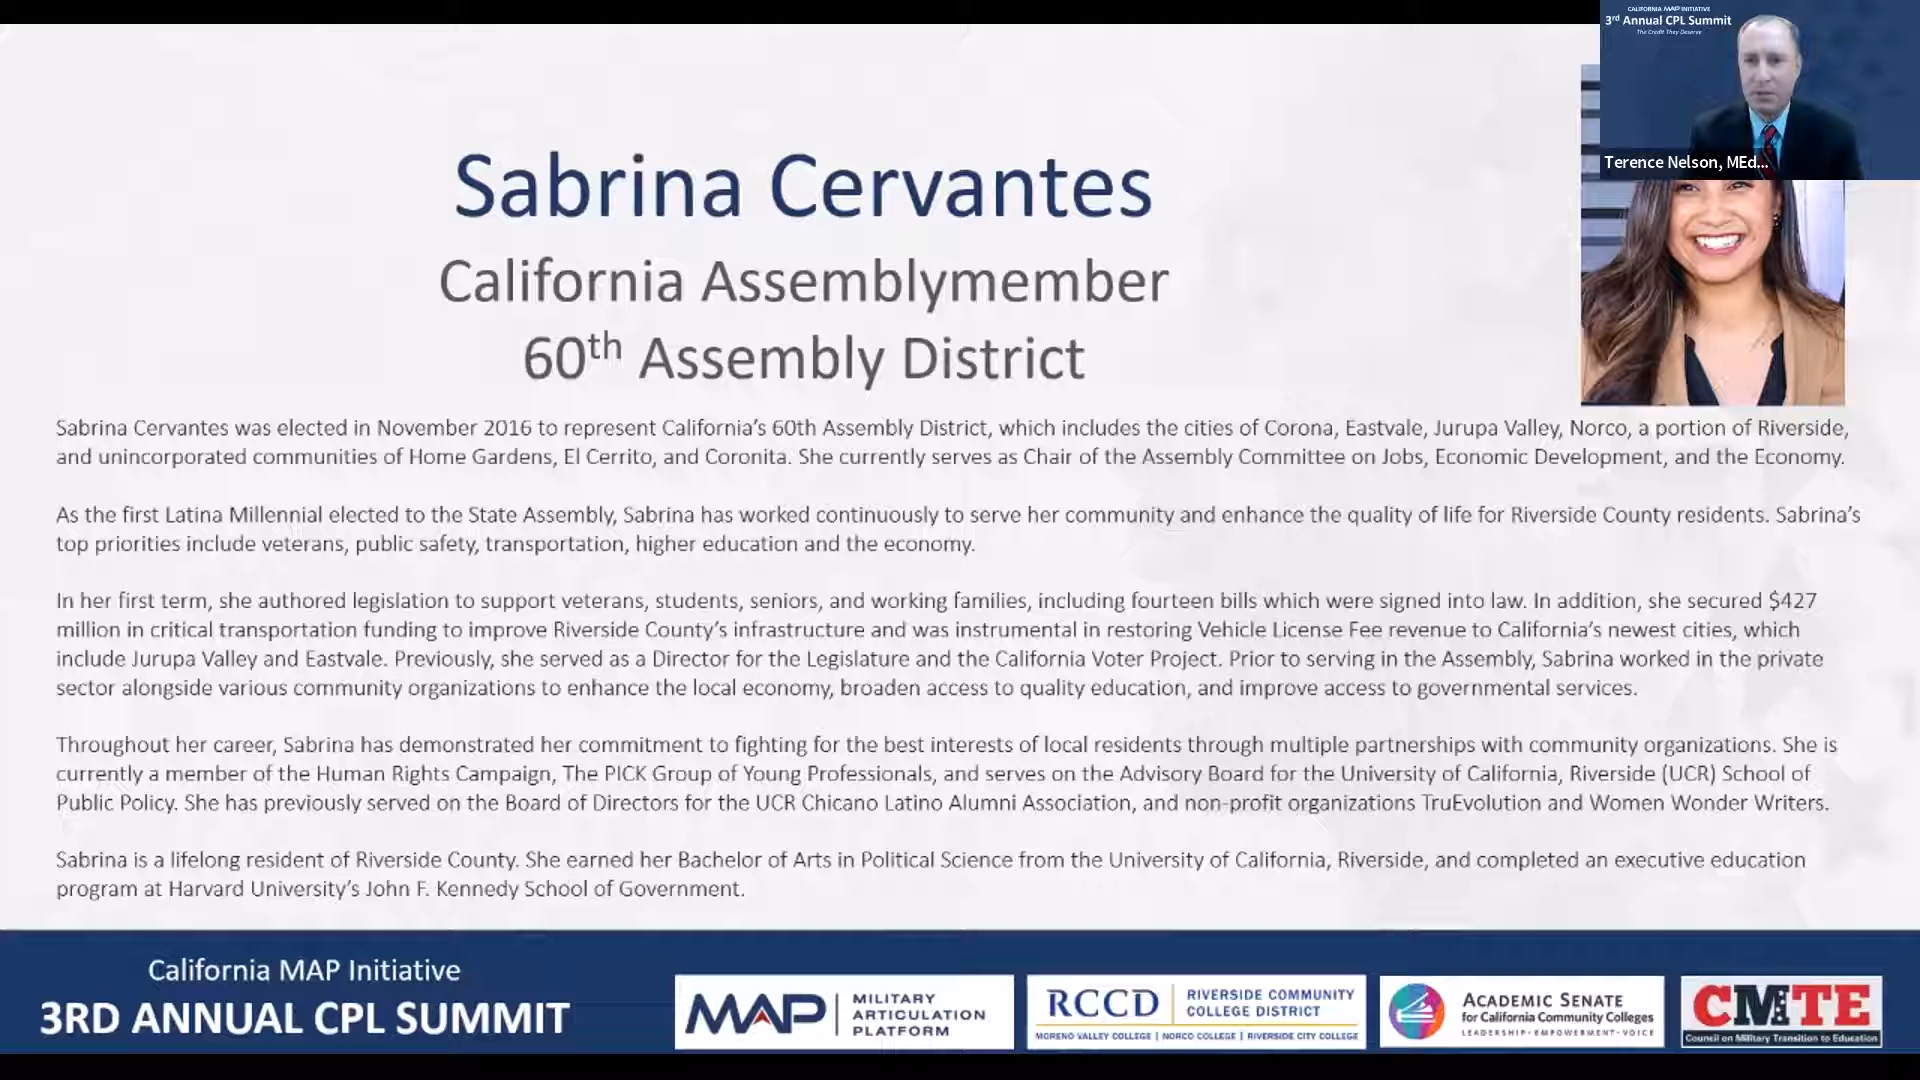 CALIFORNIA MAP INITIATIVE
3rd Annual CPL Summit
The Credit They Deserve
Terence Nelson, MEd...
Sabrina Cervantes
California Assemblymember
60th Assembly District
Sabrina Cervantes was elected in November 2016 to represent California’s 60th Assembly District, which includes the cities of Corona, Eastvale, Jurupa Valley, Norco, a portion of Riverside,
and unincorporated communities of Home Gardens, El Cerrito, and Coronita. She currently serves as Chair of the Assembly Committee on Jobs, Economic Development, and the Economy.
As the first Latina Millennial elected to the State Assembly, Sabrina has worked continuously to serve her community and enhance the quality of life for Riverside County residents. Sabrina’s
top priorities include veterans, public safety, transportation, higher education and the economy.
In her first term, she authored legislation to support veterans, students, seniors, and working families, including fourteen bills which were signed into law. In addition, she secured $427
million in critical transportation funding to improve Riverside County’s infrastructure and was instrumental in restoring Vehicle License Fee revenue to California’s newest cities, which
include Jurupa Valley and Eastvale. Previously, she served as a Director for the Legislature and the California Voter Project. Prior to serving in the Assembly, Sabrina worked in the private
sector alongside various community organizations to enhance the local economy, broaden access to quality education, and improve access to governmental services.
Throughout her career, Sabrina has demonstrated her commitment to fighting for the best interests of local residents through multiple partnerships with community organizations. She is
currently a member of the Human Rights Campaign, The PICK Group of Young Professionals, and serves on the Advisory Board for the University of California, Riverside (UCR) School of
Public Policy. She has previously served on the Board of Directors for the UCR Chicano Latino Alumni Association, and non-profit organizations TruEvolution and Women Wonder Writers.
Sabrina is a lifelong resident of Riverside County. She earned her Bachelor of Arts in Political Science from the University of California, Riverside, and completed an executive education
program at Harvard University’s John F. Kennedy School of Government.
California MAP Initiative
3RD ANNUAL CPL SUMMIT
MAP
MILITARY
ARTICULATION
PLATFORM
RCCD
RIVERSIDE COMMUNITY
COLLEGE DISTRICT
MORENO VALLEY COLLEGE | NORCO COLLEGE | RIVERSIDE CITY COLLEGE
ACADEMIC SENATE
for California Community Colleges
LEADERSHIP · EMPOWERMENT · VOICE
CMTE
Council on Military Transition to Education